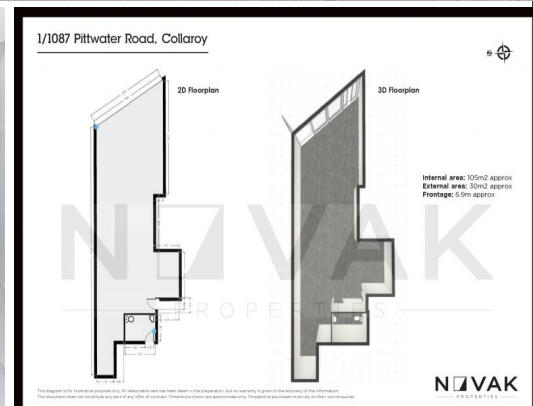 1/1087 Pittwater Road, Collaroy
2D Floorplan
3D Floorplan
Internal area: 105m2 approx
External area: 30m2 approx
Frontage: 6.9m approx
NOVAK
PROPERTIES
This diagram is for illustrative purpose only. All reasonable care has been taken in the preparation, but no warranty is given to the accuracy of the information.
This document does not constitute any part of any offer of contract. Dimensions shown are approximate only. Prospective purchases must rely on their own enquiries.
NOVAK
PROPERTIES